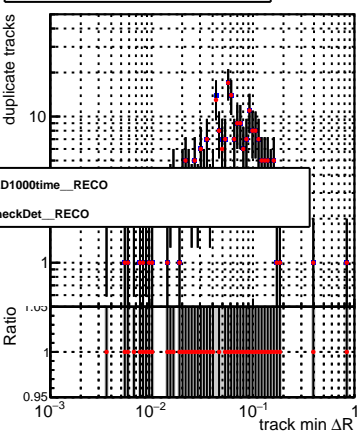 duplicate tracks
10
D1000time__RECO
neckDet__RECO
1
1.05
Ratio
1
0.95
10⁻³ 10⁻² 10⁻¹ 1
track min ΔR